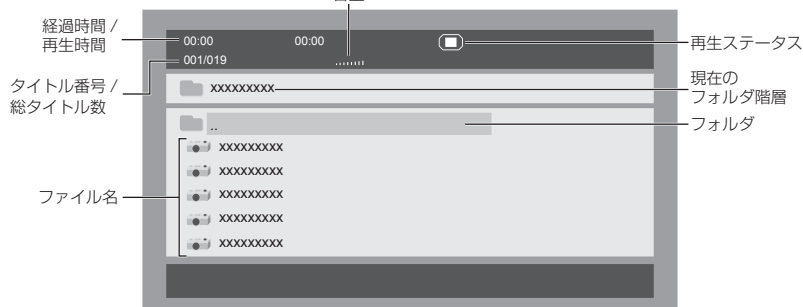 経過時間 /
再生時間
00:00 00:00
再生ステータス
001/019
タイトル番号 /
総タイトル数
xxxxxxxxx
現在の
フォルダ階層
..
フォルダ
ファイル名
xxxxxxxxx
xxxxxxxxx
xxxxxxxxx
xxxxxxxxx
xxxxxxxxx